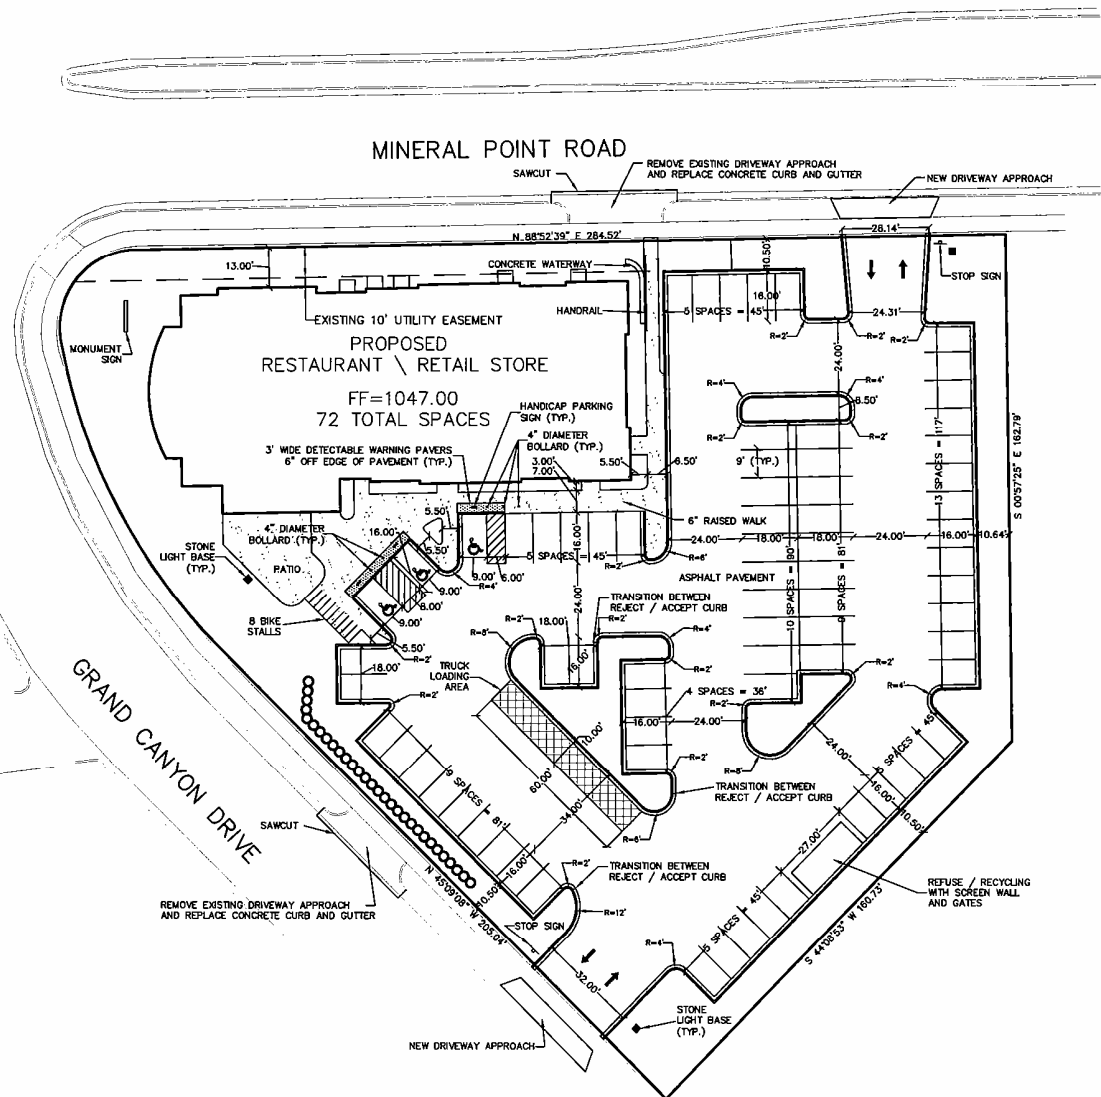 MINERAL POINT ROAD
SAWCUT
REMOVE EXISTING DRIVEWAY APPROACH
AND REPLACE CONCRETE CURB AND GUTTER
NEW DRIVEWAY APPROACH
N 88°52'39" E 284.52'
28.14'
10.50'
STOP SIGN
13.00'
CONCRETE WATERWAY
16.00'
HANDRAIL
5 SPACES = 45'
24.31'
EXISTING 10' UTILITY EASEMENT
R=2'
R=2'
R=2'
MONUMENT
SIGN
PROPOSED
RESTAURANT \ RETAIL STORE
24.00'
FF=1047.00
72 TOTAL SPACES
R=4'
R=4'
8.50'
HANDICAP PARKING
SIGN (TYP.)
4" DIAMETER
BOLLARD (TYP.)
R=2'
R=2'
3' WIDE DETECTABLE WARNING PAVERS
6" OFF EDGE OF PAVEMENT (TYP.)
3.00'
7.00'
5.50'
6.50'
9' (TYP.)
13 SPACES = 117'
S 00°57'25" E 162.79'
5.50'
6" RAISED WALK
4" DIAMETER
BOLLARD (TYP.)
16.00'
16.00'
24.00'
18.00'
18.00'
24.00'
16.00'
10.64'
STONE
LIGHT BASE
(TYP.)
PATIO
5.50'
5 SPACES = 45'
R=2'
R=6'
9.00'
6.00'
R=4'
ASPHALT PAVEMENT
10 SPACES = 90'
9 SPACES = 81'
9.00'
8.00'
9.00'
24.00'
TRANSITION BETWEEN
REJECT / ACCEPT CURB
8 BIKE
STALLS
5.50'
R=2'
R=2'
18.00'
R=2'
R=4'
R=8'
18.00'
16.00'
TRUCK
LOADING
AREA
R=2'
R=2'
R=2'
4 SPACES = 36'
16.00'
24.00'
R=2'
R=4'
R=8'
10.00'
60.00'
34.00'
R=2'
TRANSITION BETWEEN
REJECT / ACCEPT CURB
24.00'
5 SPACES = 45'
16.00'
10.50'
GRAND CANYON DRIVE
9 SPACES = 81'
SAWCUT
R=6'
27.00'
16.00'
10.50'
R=2'
TRANSITION BETWEEN
REJECT / ACCEPT CURB
N 45°09'08" W 205.04'
REMOVE EXISTING DRIVEWAY APPROACH
AND REPLACE CONCRETE CURB AND GUTTER
REFUSE / RECYCLING
WITH SCREEN WALL
AND GATES
R=12'
STOP SIGN
5 SPACES = 45'
S 44°08'53" W 160.73'
R=4'
32.00'
STONE
LIGHT BASE
(TYP.)
NEW DRIVEWAY APPROACH